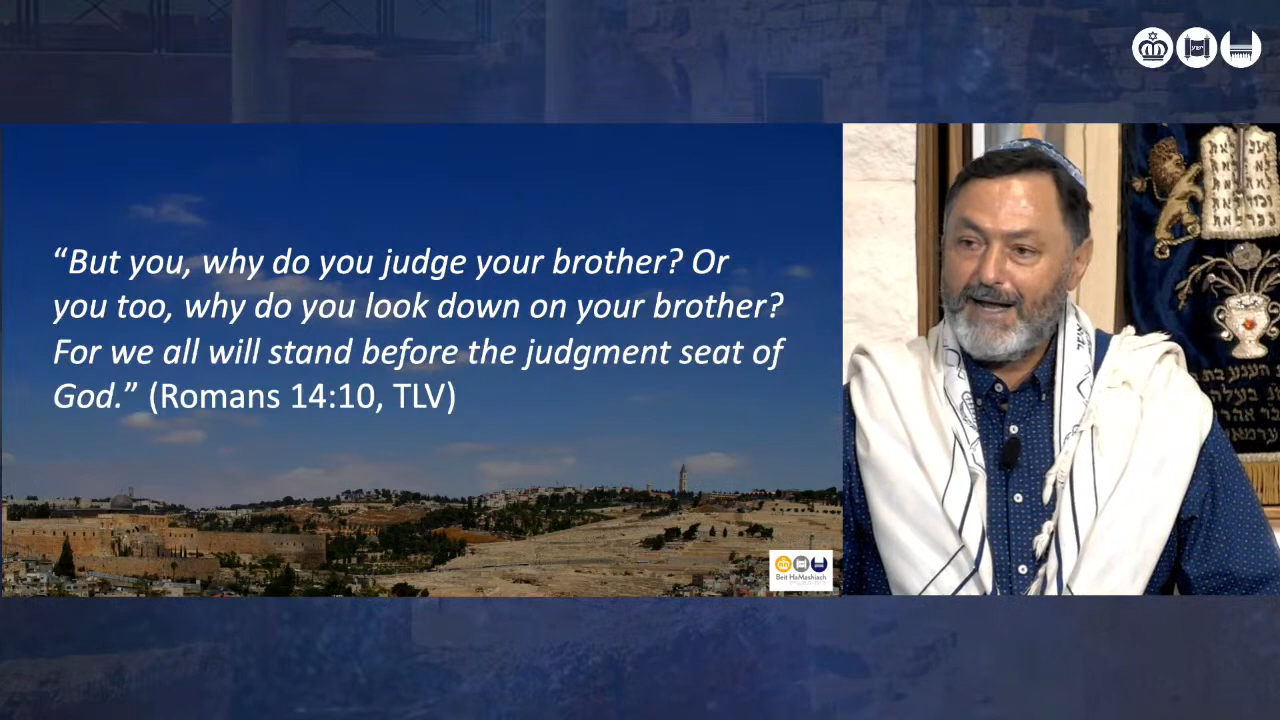 “But you, why do you judge your brother? Or
you too, why do you look down on your brother?
For we all will stand before the judgment seat of
God.” (Romans 14:10, TLV)
Beit HaMashiach